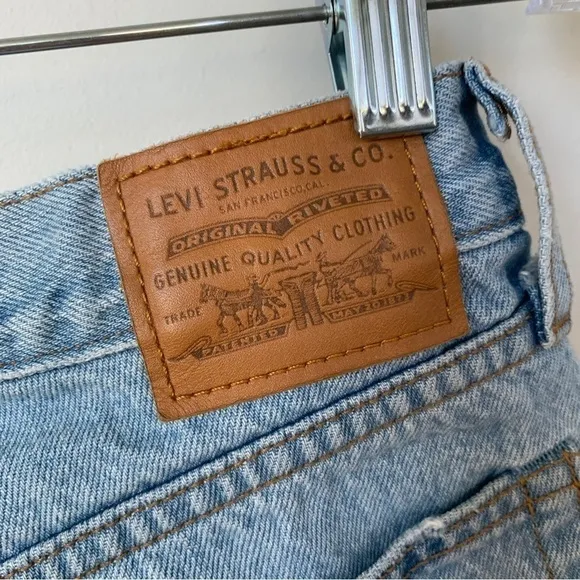 LEVI STRAUSS & CO.
SAN FRANCISCO, CAL.
ORIGINAL RIVETED
GENUINE QUALITY CLOTHING
TRADE MARK
PATENTED MAY 20 1873